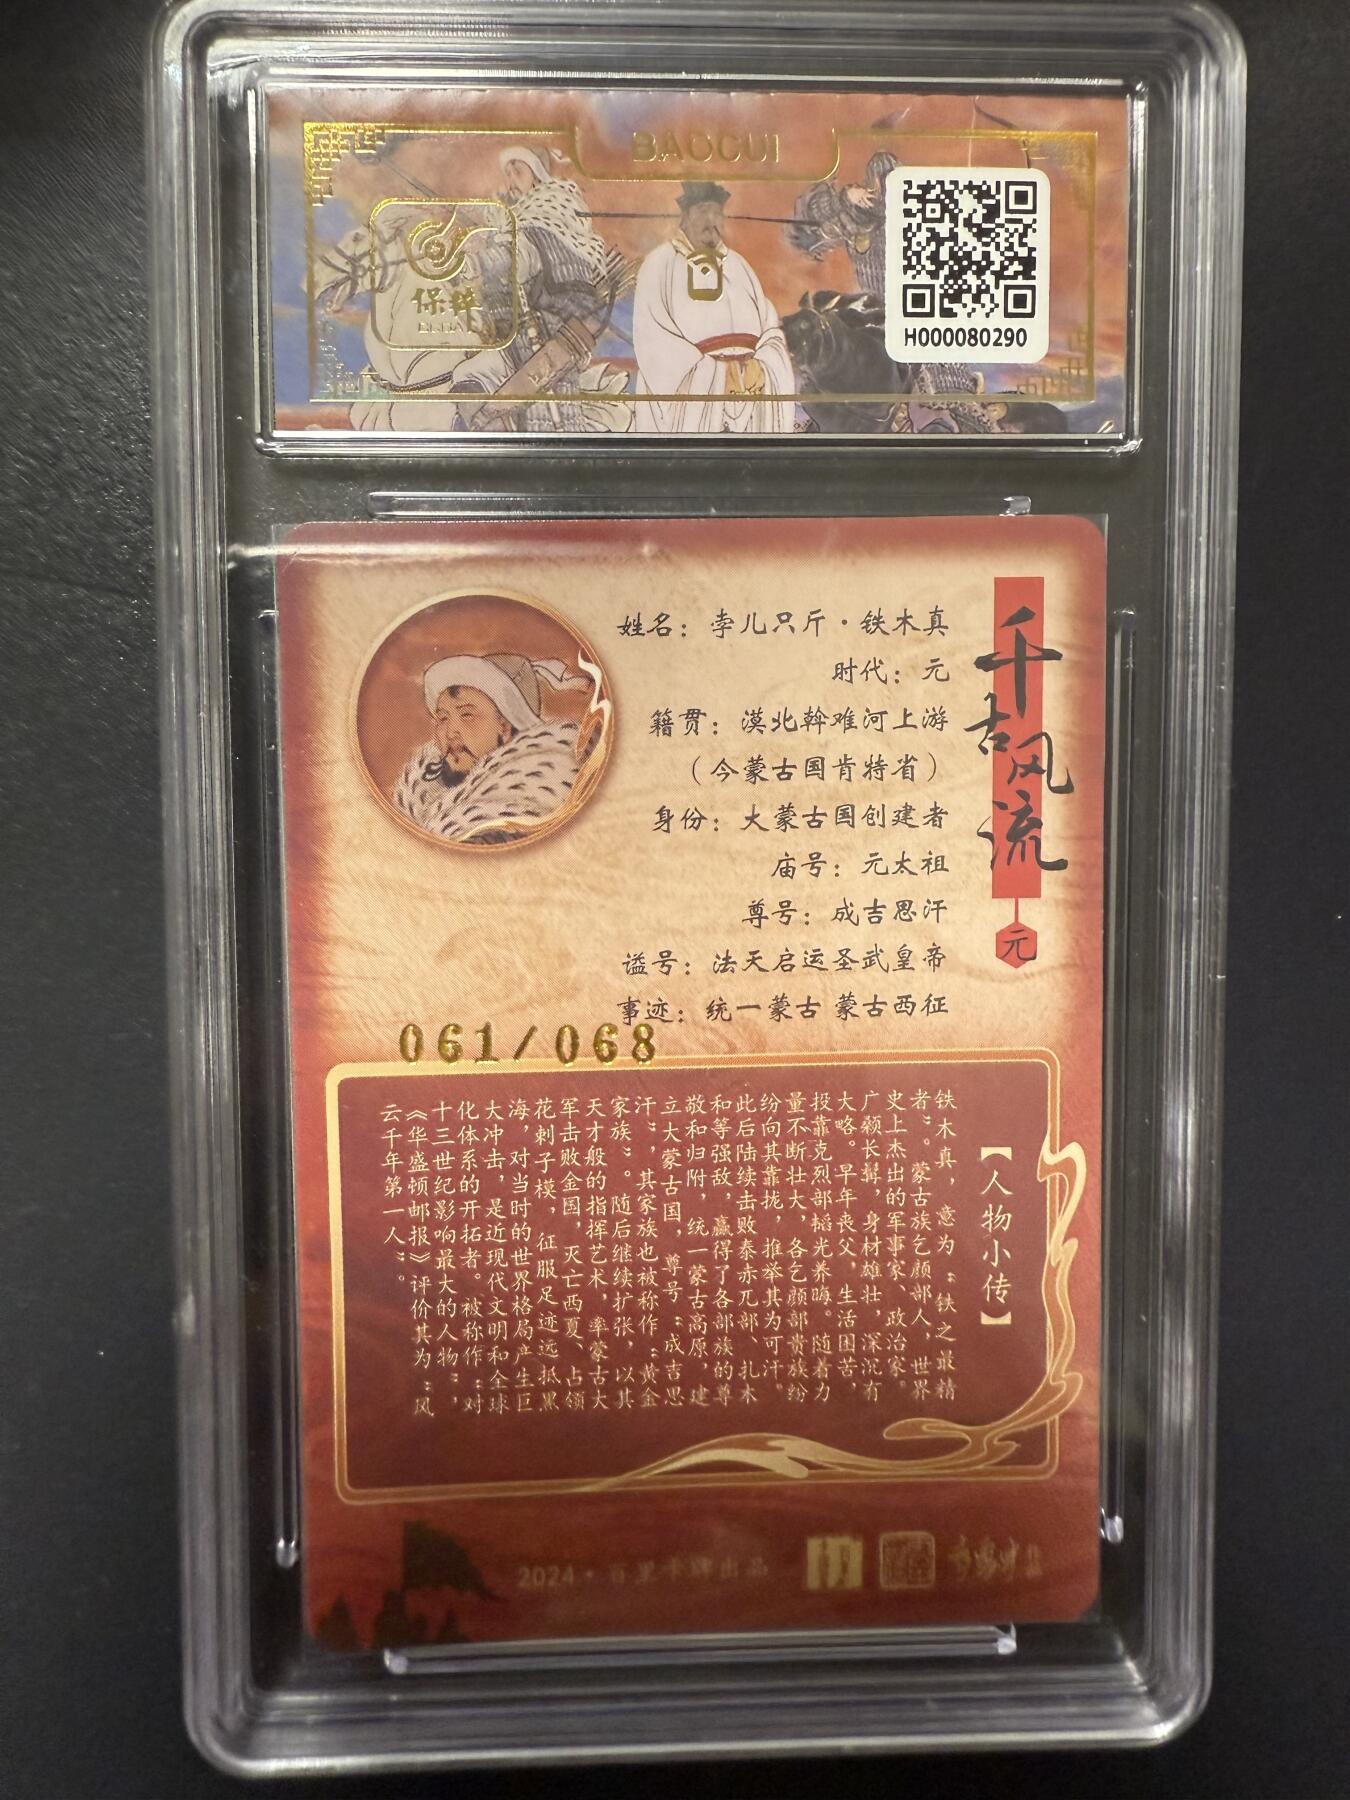 BAOCUI
保粹
H000080290
千古风流
元
姓名：孛儿只斤·铁木真
时代：元
籍贯：漠北斡难河上游
（今蒙古国肯特省）
身份：大蒙古国创建者
庙号：元太祖
尊号：成吉思汗
谥号：法天启运圣武皇帝
事迹：统一蒙古 蒙古西征
061/068
【人物小传】
铁木真，意为“铁之最精
者”。蒙古族乞颜部人，世界
史上杰出的军事家、政治家。
广颡长髯，身材雄壮，深沉有
大略。早年丧父，生活困苦，
投靠克烈部韬光养晦。随着力
量不断壮大，各乞颜部贵族纷
纷向其靠拢，推举其为可汗。
此后陆续击败泰赤兀部、扎木
和等强敌，赢得了各部族的尊
敬和归附，统一蒙古高原，建
立大蒙古国，尊号“成吉思
汗”，其家族也被称作“黄金
家族”。随后继续扩张，以其
天才般的指挥艺术，率蒙古大
军击败金国，灭亡西夏、占领
花剌子模，征服足迹远抵黑
海，对当时的世界格局产生巨
大冲击，是近现代文明和全球
化体系的开拓者。被称作“对
十三世纪影响最大的人物”，
《华盛顿邮报》评价其为“风
云千年第一人”。
2024·百里卡牌出品